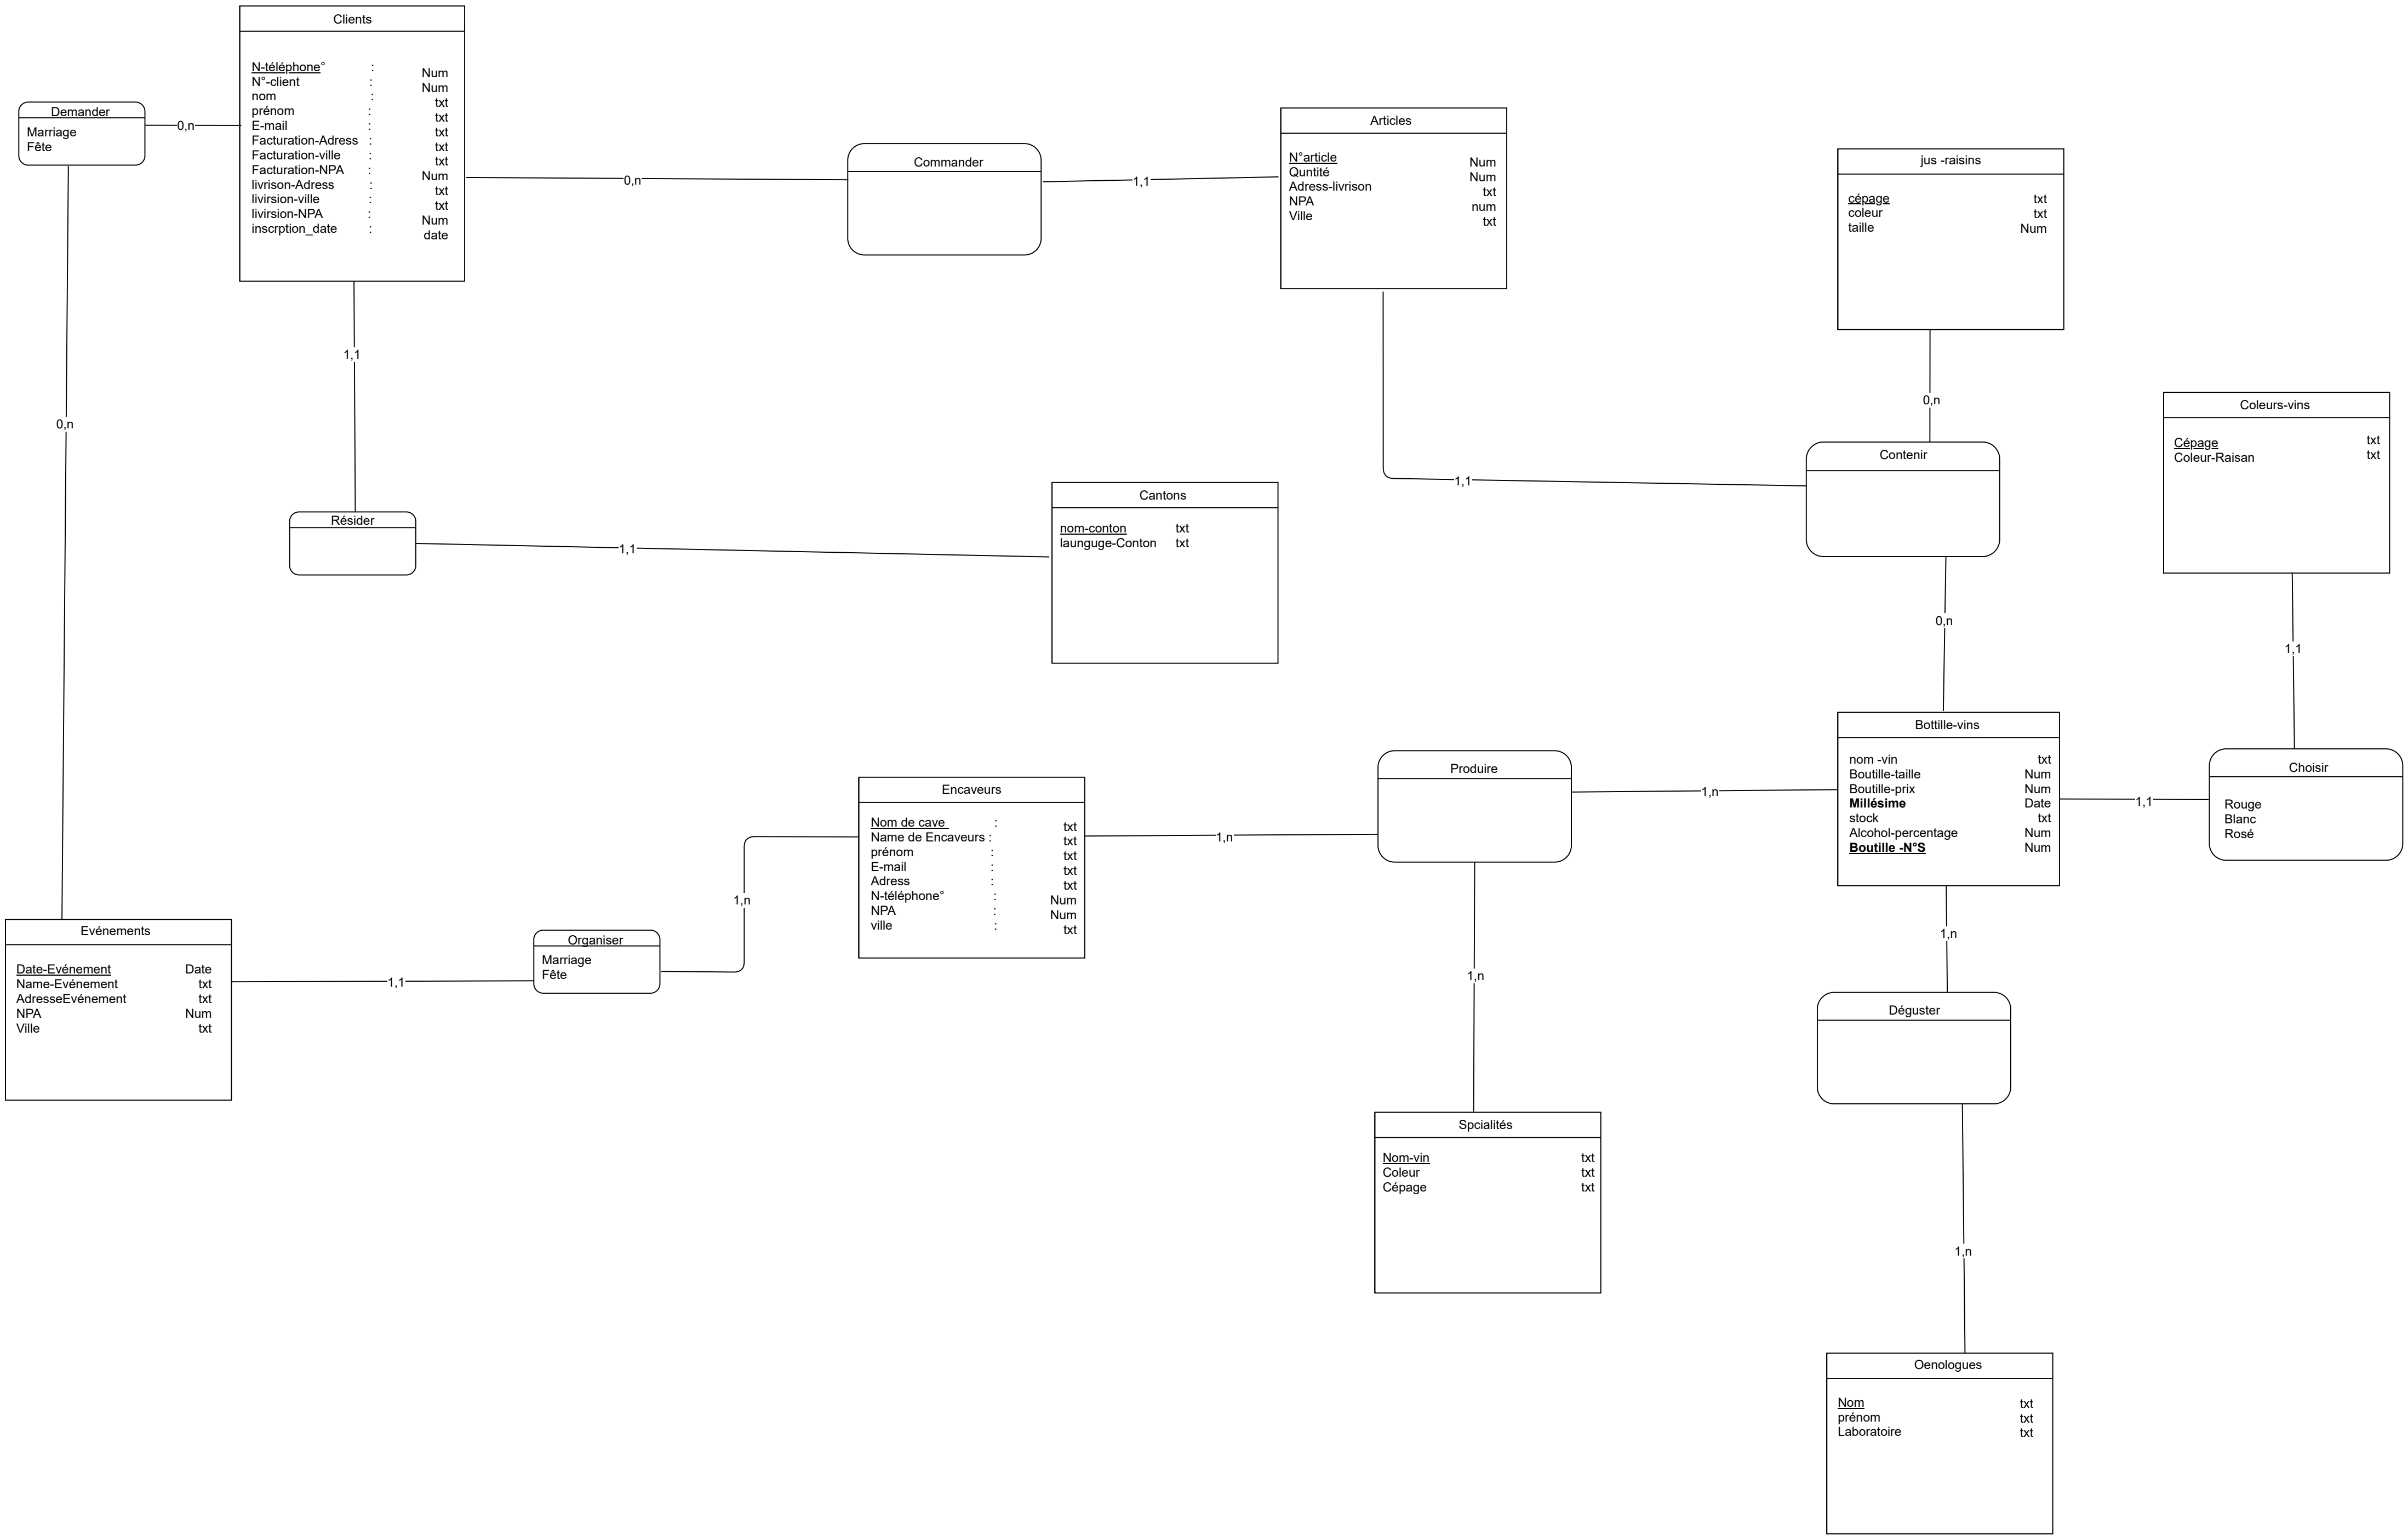 Clients
N-téléphone° : Num
N°-client : Num
nom : txt
prénom : txt
E-mail : txt
Facturation-Adress : txt
Facturation-ville : txt
Facturation-NPA : Num
livrison-Adress : txt
livirsion-ville : txt
livirsion-NPA : Num
inscrption_date : date
Demander
Marriage
Fête
0,n
0,n
Commander
1,1
Articles
N°article Num
Quntité Num
Adress-livrison txt
NPA num
Ville txt
jus -raisins
cépage txt
coleur txt
taille Num
1,1
0,n
0,n
Coleurs-vins
Cépage txt
Coleur-Raisan txt
Contenir
1,1
Résider
1,1
Cantons
nom-conton txt
launguge-Conton txt
0,n
1,1
Bottille-vins
nom -vin txt
Boutille-taille Num
Boutille-prix Num
Millésime Date
stock txt
Alcohol-percentage Num
Boutille -N°S Num
1,1
Choisir
Rouge
Blanc
Rosé
Produire
1,n
Encaveurs
Nom de cave : txt
Name de Encaveurs : txt
prénom : txt
E-mail : txt
Adress : txt
N-téléphone° : Num
NPA : Num
ville : txt
1,n
1,n
Evénements
Date-Evénement Date
Name-Evénement txt
AdresseEvénement txt
NPA Num
Ville txt
1,1
Organiser
Marriage
Fête
1,n
1,n
Déguster
Spcialités
Nom-vin txt
Coleur txt
Cépage txt
1,n
Oenologues
Nom txt
prénom txt
Laboratoire txt